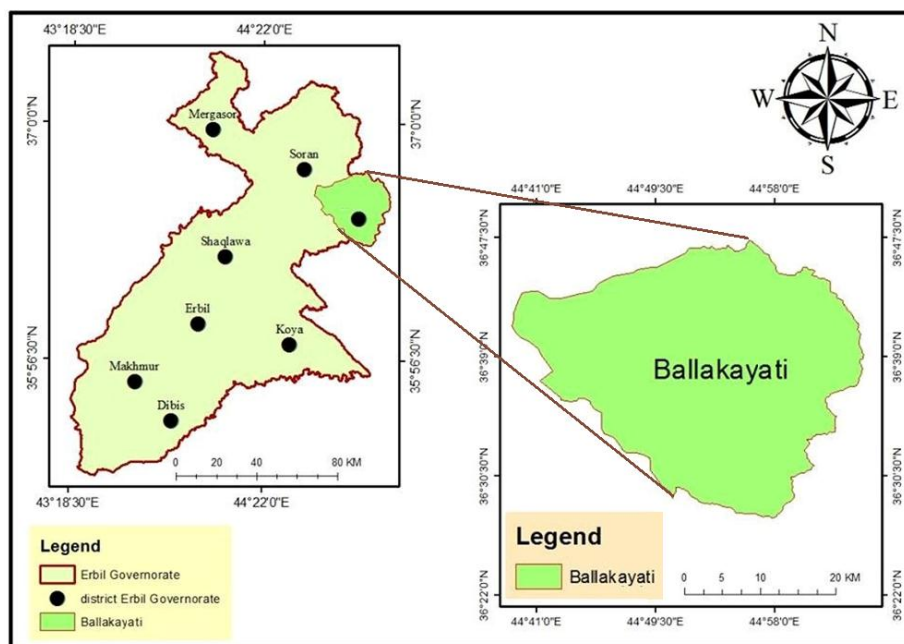 43°18'30"E 44°22'0"E
N
W E
S
37°0'0"N
37°0'0"N
Mergasor
Soran
44°41'0"E 44°49'30"E 44°58'0"E
36°47'30"N
36°47'30"N
Shaqlawa
Erbil
Koya
35°56'30"N
35°56'30"N
Makhmur
Dibis
36°39'0"N
36°39'0"N
Ballakayati
0 20 40 80 KM
43°18'30"E 44°22'0"E
36°30'30"N
36°30'30"N
Legend
Erbil Governorate
district Erbil Governorate
Ballakayati
Legend
Ballakayati
0 5 10 20 KM
36°22'0"N
36°22'0"N
44°41'0"E 44°49'30"E 44°58'0"E